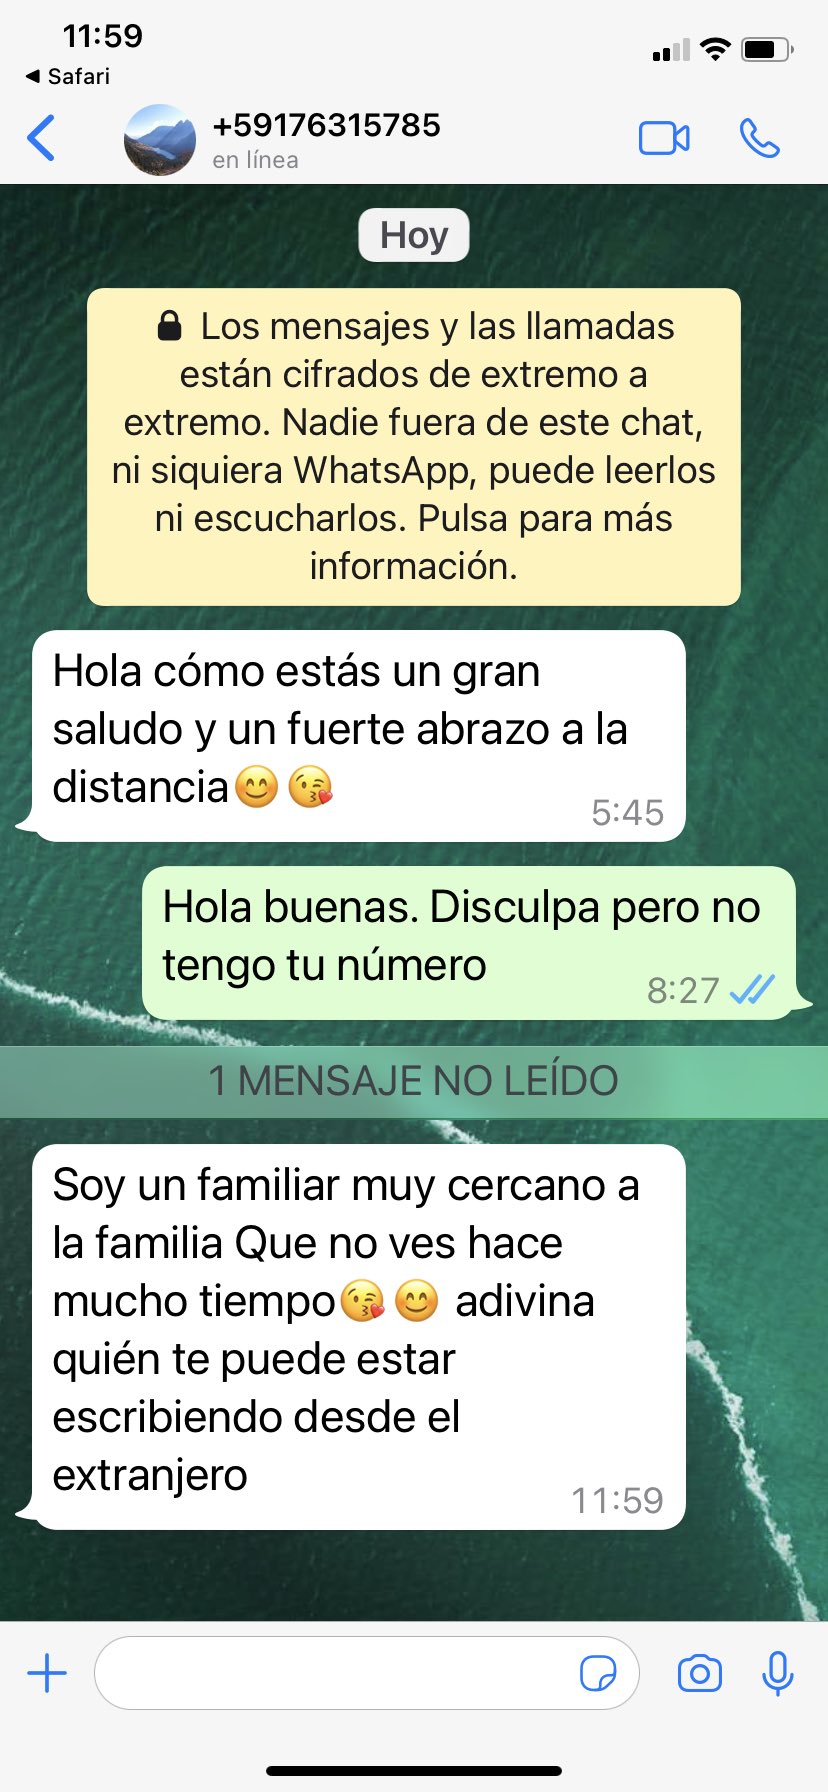 11:59
◀ Safari
+59176315785
en línea
Hoy
🔒 Los mensajes y las llamadas
están cifrados de extremo a
extremo. Nadie fuera de este chat,
ni siquiera WhatsApp, puede leerlos
ni escucharlos. Pulsa para más
información.
Hola cómo estás un gran
saludo y un fuerte abrazo a la
distancia😊😘
5:45
Hola buenas. Disculpa pero no
tengo tu número
8:27
1 MENSAJE NO LEÍDO
Soy un familiar muy cercano a
la familia Que no ves hace
mucho tiempo😘😊 adivina
quién te puede estar
escribiendo desde el
extranjero
11:59